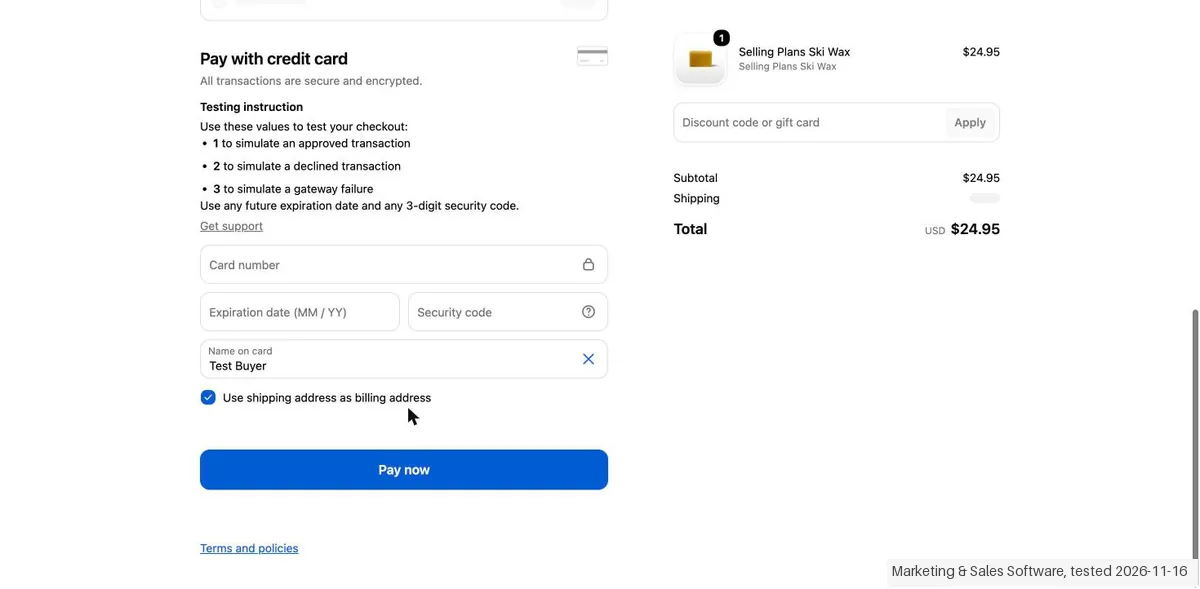 Pay with credit card
All transactions are secure and encrypted.
Testing instruction
Use these values to test your checkout:
• 1 to simulate an approved transaction
• 2 to simulate a declined transaction
• 3 to simulate a gateway failure
Use any future expiration date and any 3-digit security code.
Get support
Card number
Expiration date (MM / YY)
Security code
Name on card
Test Buyer
Use shipping address as billing address
Pay now
Terms and policies
1
Selling Plans Ski Wax
$24.95
Selling Plans Ski Wax
Discount code or gift card
Apply
Subtotal
$24.95
Shipping
Total
USD $24.95
Marketing & Sales Software, tested 2026-11-16